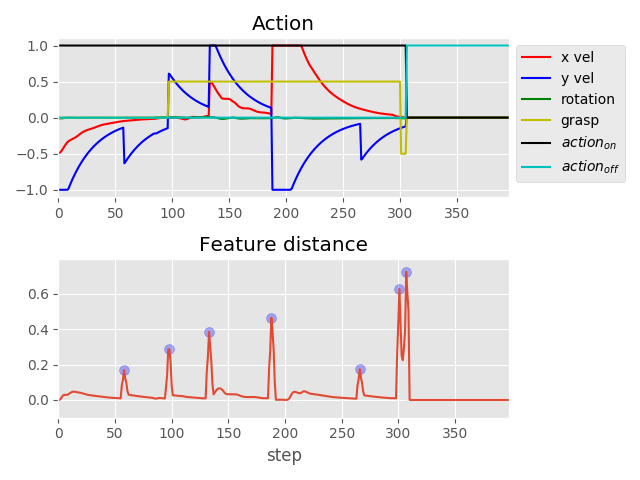 Action
1.0
0.5
0.0
−0.5
−1.0
0 50 100 150 200 250 300 350
x vel
y vel
rotation
grasp
action_on
action_off
Feature distance
0.6
0.4
0.2
0.0
0 50 100 150 200 250 300 350
step